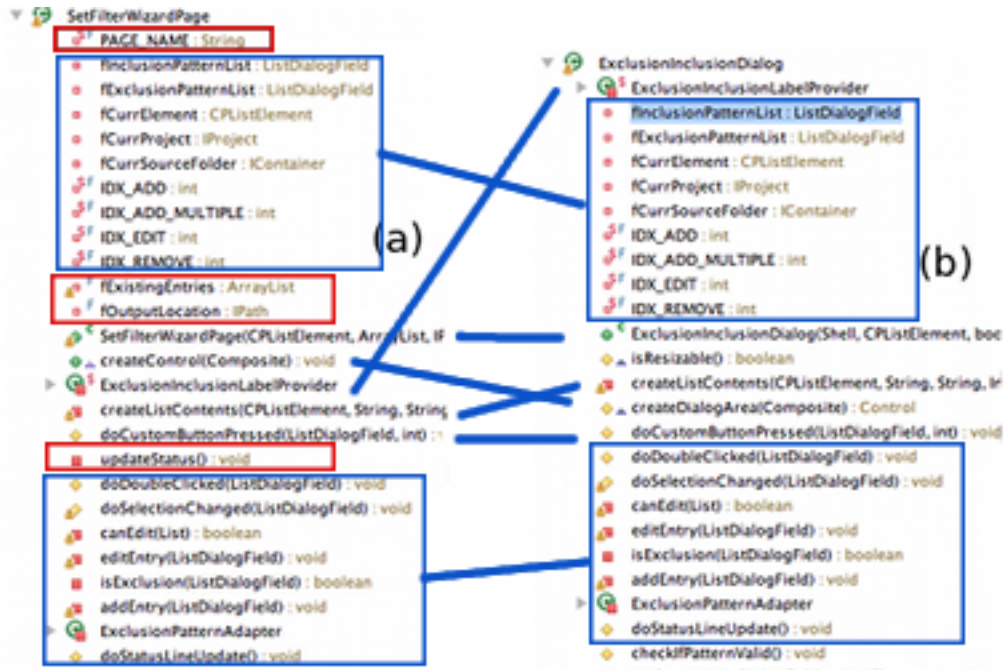 SetFilterWizardPage
PAGE_NAME : String
fInclusionPatternList : ListDialogField
fExclusionPatternList : ListDialogField
fCurrElement : CPListElement
fCurrProject : IProject
fCurrSourceFolder : IContainer
IDX_ADD : int
IDX_ADD_MULTIPLE : int
IDX_EDIT : int
IDX_REMOVE : int
fExistingEntries : ArrayList
fOutputLocation : IPath
SetFilterWizardPage(CPListElement, ArrayList, IP
createControl(Composite) : void
ExclusionInclusionLabelProvider
createListContents(CPListElement, String, String
doCustomButtonPressed(ListDialogField, int) :
updateStatus() : void
doDoubleClicked(ListDialogField) : void
doSelectionChanged(ListDialogField) : void
canEdit(List) : boolean
editEntry(ListDialogField) : void
isExclusion(ListDialogField) : boolean
addEntry(ListDialogField) : void
ExclusionPatternAdapter
doStatusLineUpdate() : void
(a)
ExclusionInclusionDialog
ExclusionInclusionLabelProvider
fInclusionPatternList : ListDialogField
fExclusionPatternList : ListDialogField
fCurrElement : CPListElement
fCurrProject : IProject
fCurrSourceFolder : IContainer
IDX_ADD : int
IDX_ADD_MULTIPLE : int
IDX_EDIT : int
IDX_REMOVE : int
(b)
ExclusionInclusionDialog(Shell, CPListElement, boo
isResizable() : boolean
createListContents(CPListElement, String, String, Ir
createDialogArea(Composite) : Control
doCustomButtonPressed(ListDialogField, int) : void
doDoubleClicked(ListDialogField) : void
doSelectionChanged(ListDialogField) : void
canEdit(List) : boolean
editEntry(ListDialogField) : void
isExclusion(ListDialogField) : boolean
addEntry(ListDialogField) : void
ExclusionPatternAdapter
doStatusLineUpdate() : void
checkIfPatternValid() : void